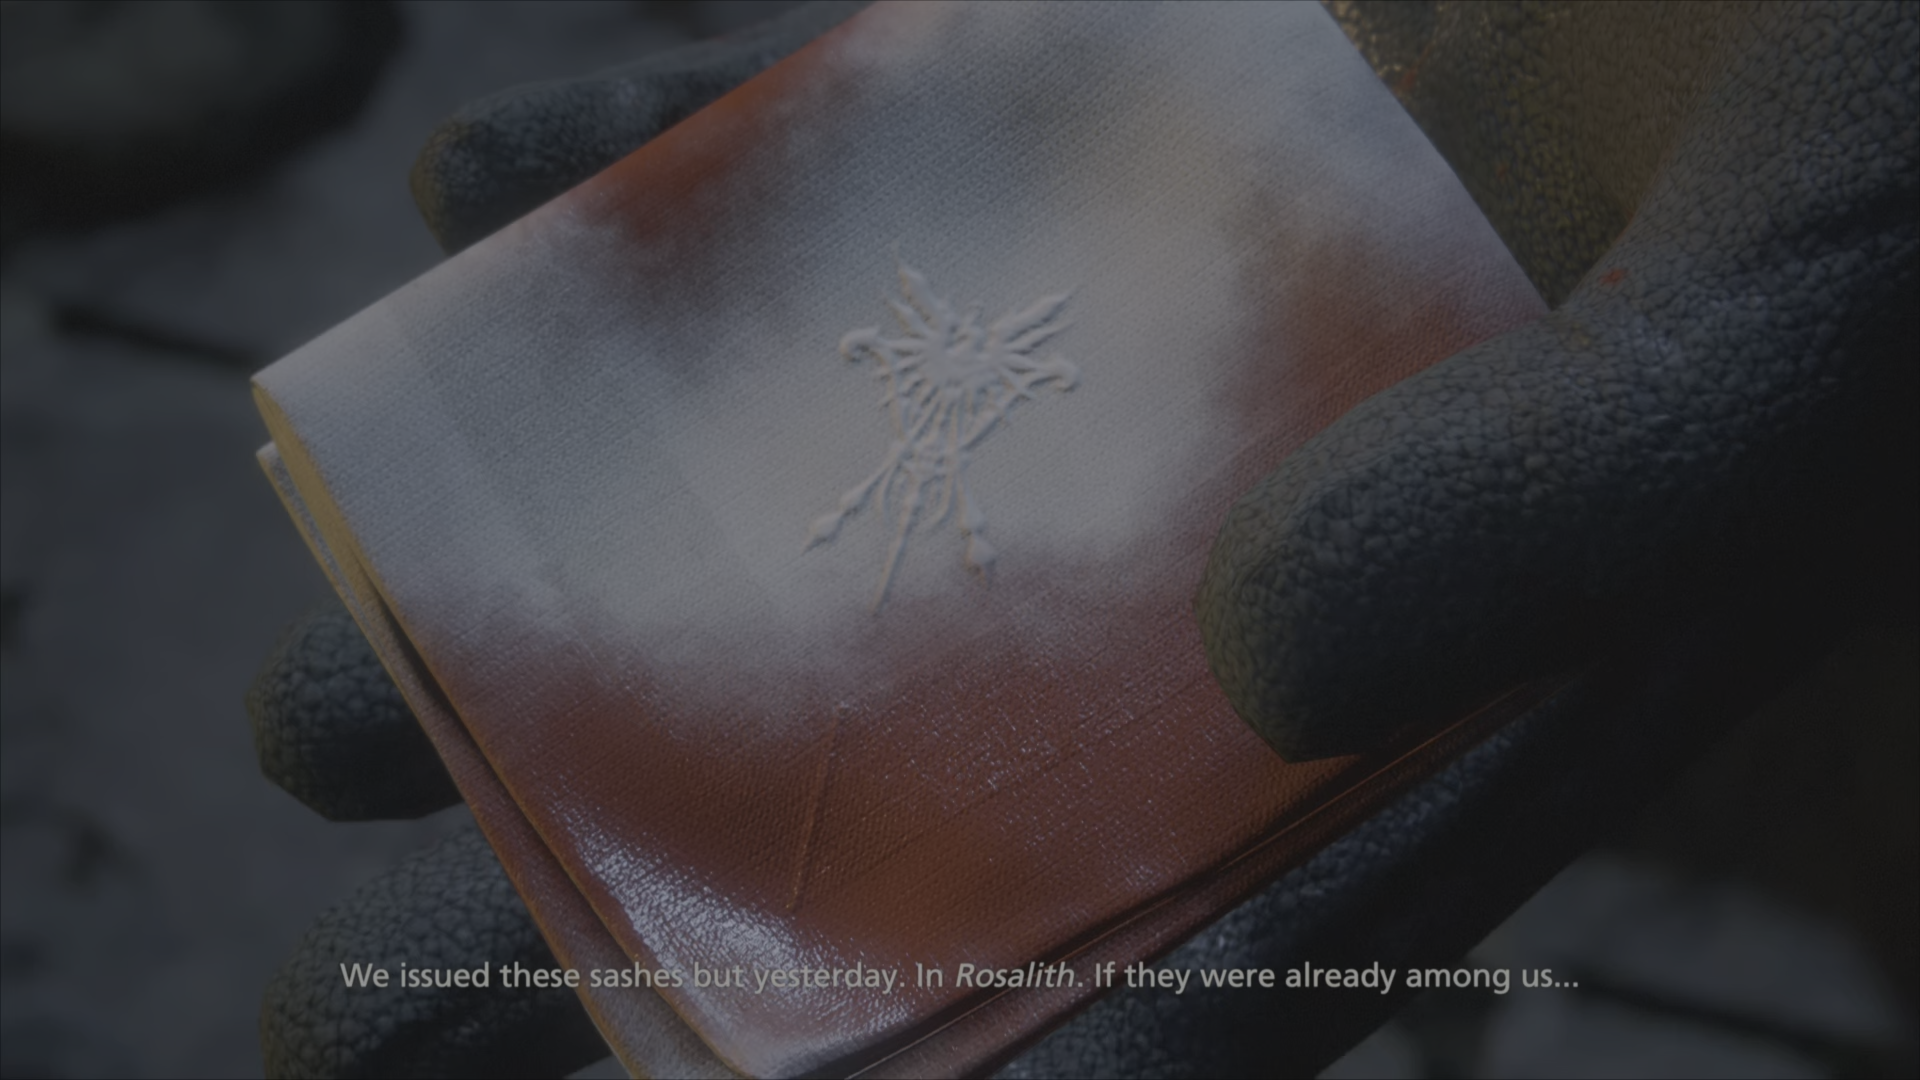 We issued these sashes but yesterday. In Rosalith. If they were already among us...